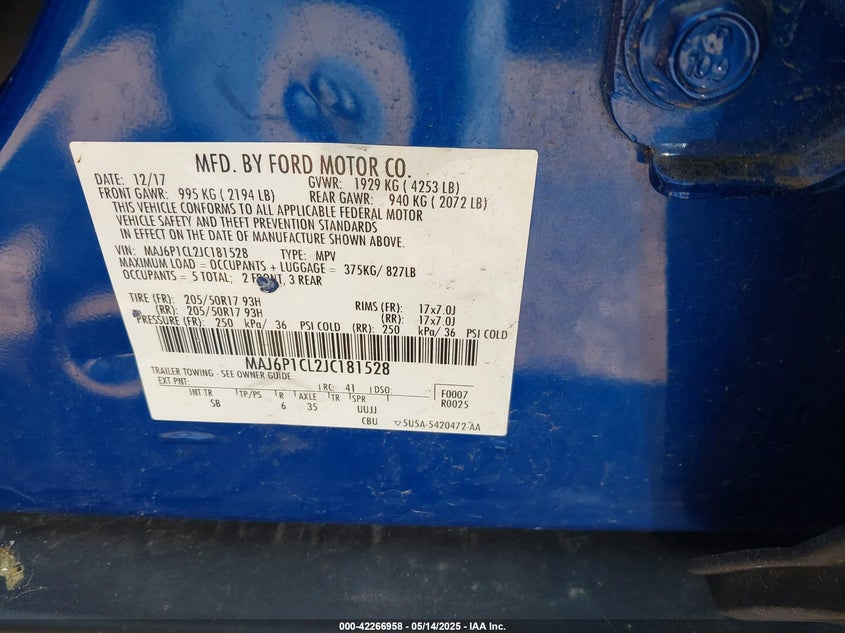 108
MFD. BY FORD MOTOR CO.
DATE: 12/17 GVWR: 1929 KG ( 4253 LB)
FRONT GAWR: 995 KG ( 2194 LB) REAR GAWR: 940 KG ( 2072 LB)
THIS VEHICLE CONFORMS TO ALL APPLICABLE FEDERAL MOTOR
VEHICLE SAFETY AND THEFT PREVENTION STANDARDS
IN EFFECT ON THE DATE OF MANUFACTURE SHOWN ABOVE.
VIN: MAJ6P1CL2JC181528 TYPE: MPV
MAXIMUM LOAD = OCCUPANTS + LUGGAGE = 375KG/ 827LB
OCCUPANTS = 5 TOTAL; 2 FRONT, 3 REAR
TIRE (FR): 205/50R17 93H RIMS (FR): 17x7.0J
(RR): 205/50R17 93H (RR): 17x7.0J
PRESSURE (FR): 250 kPa/ 36 PSI COLD (RR): 250 kPa/ 36 PSI COLD
MAJ6P1CL2JC181528
TRAILER TOWING - SEE OWNER GUIDE
EXT PNT: RC: 41 DSO: F0007
INT TR TP/PS R AXLE TR SPR R0025
SB 6 35 UUJJ
CBU ▽5U5A-5420472-AA
000-42266958 - 05/14/2025 - IAA Inc.